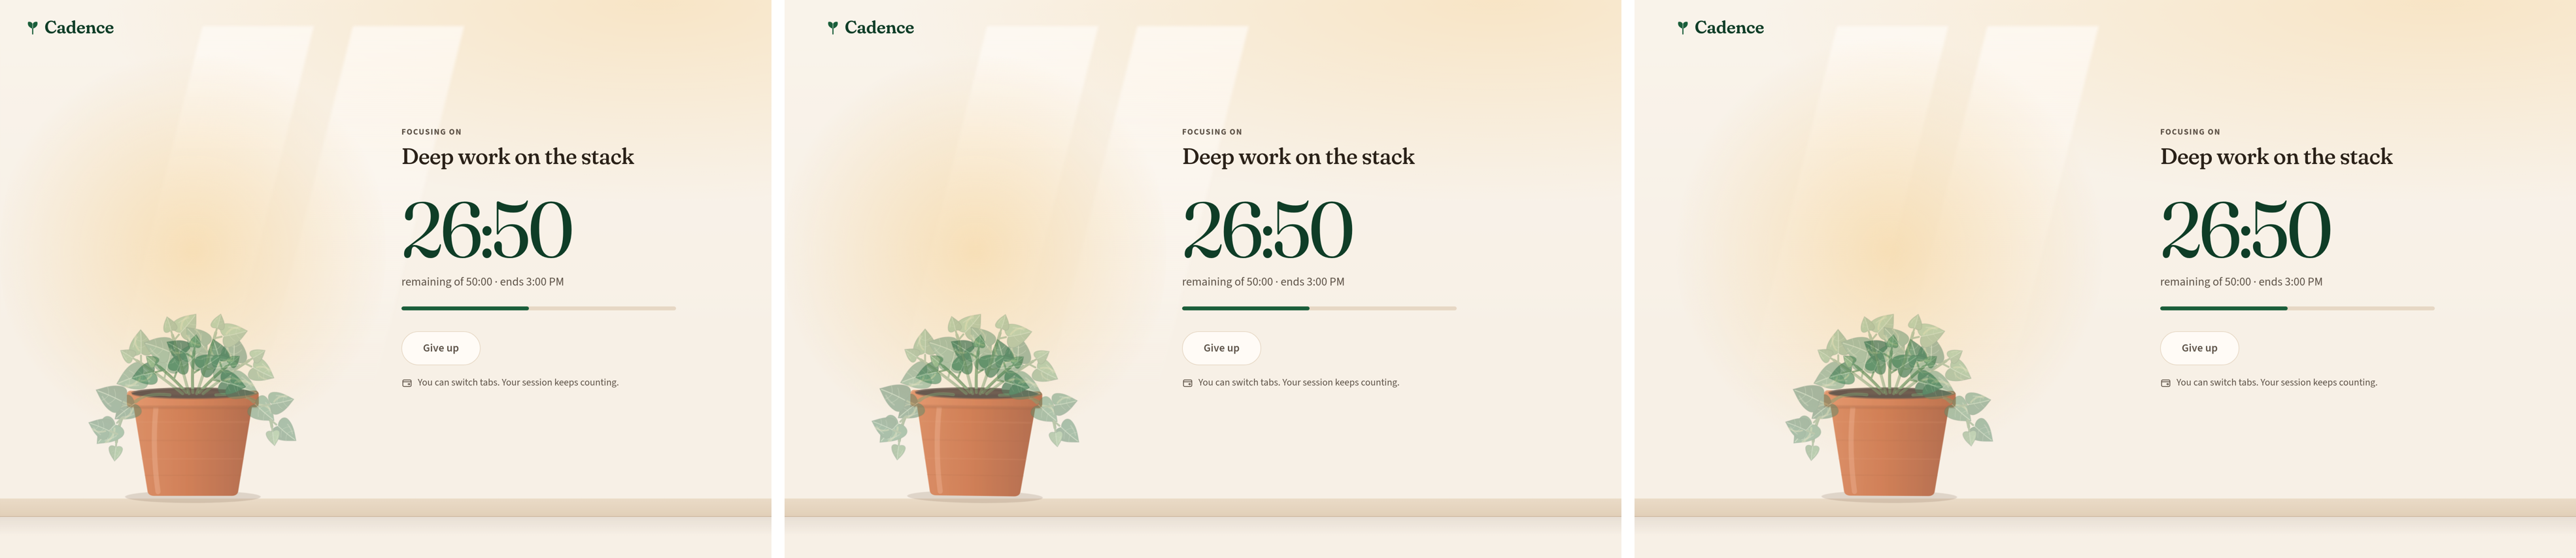 Cadence
FOCUSING ON
Deep work on the stack
26:50
remaining of 50:00 · ends 3:00 PM
Give up
You can switch tabs. Your session keeps counting.
Cadence
FOCUSING ON
Deep work on the stack
26:50
remaining of 50:00 · ends 3:00 PM
Give up
You can switch tabs. Your session keeps counting.
Cadence
FOCUSING ON
Deep work on the stack
26:50
remaining of 50:00 · ends 3:00 PM
Give up
You can switch tabs. Your session keeps counting.